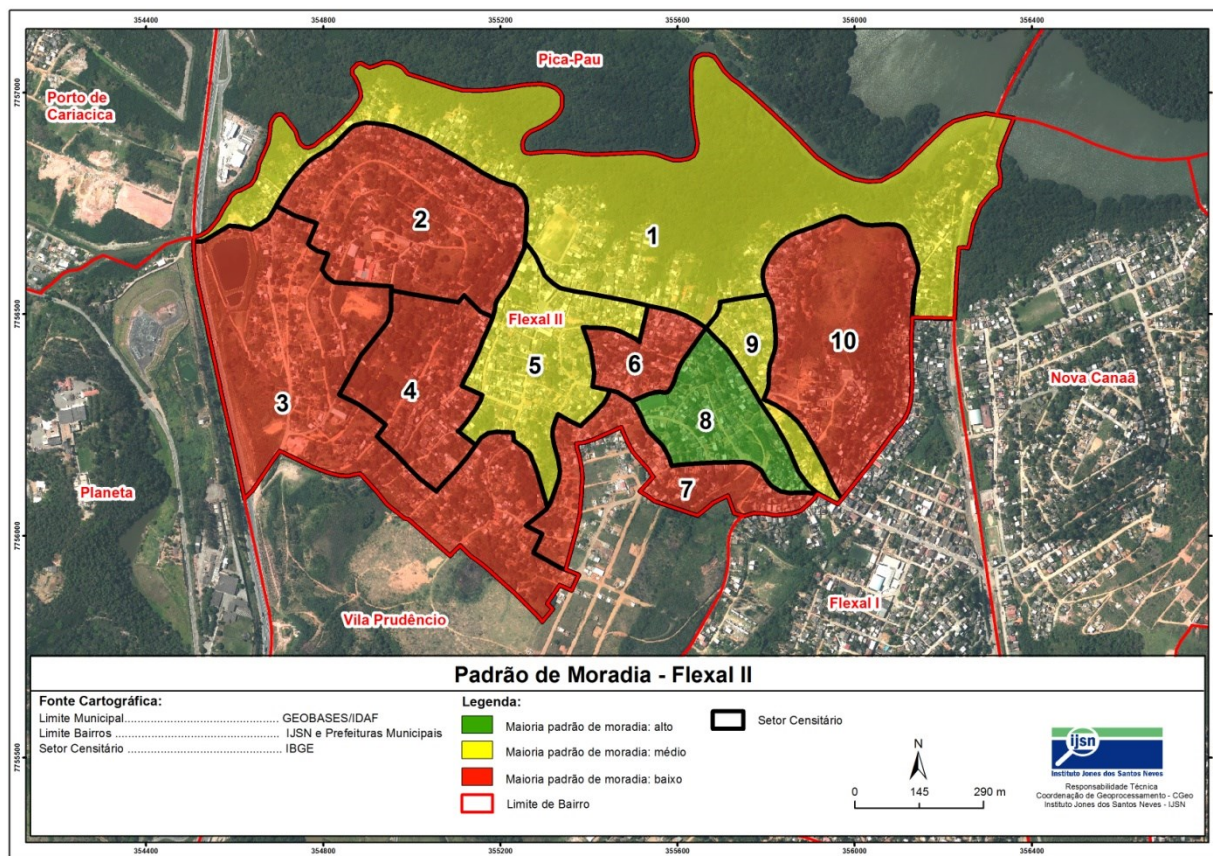 354400 354800 355200 355600 356000 356400
7757000
7756500
7756000
7755500
Pica-Pau
Porto de
Cariacica
2
1
Flexal II
9
5
6
10
Nova Canaã
3
4
8
Planeta
7
Flexal I
Vila Prudêncio
Padrão de Moradia - Flexal II
Fonte Cartográfica:
Limite Municipal............................................ GEOBASES/IDAF
Limite Bairros ................................................ IJSN e Prefeituras Municipais
Setor Censitário ............................................ IBGE
Legenda:
Maioria padrão de moradia: alto
Maioria padrão de moradia: médio
Maioria padrão de moradia: baixo
Limite de Bairro
Setor Censitário
N
0 145 290 m
ijsn
Instituto Jones dos Santos Neves
Responsabilidade Técnica
Coordenação de Geoprocessamento - CGeo
Instituto Jones dos Santos Neves - IJSN
354400 354800 355200 355600 356000 356400